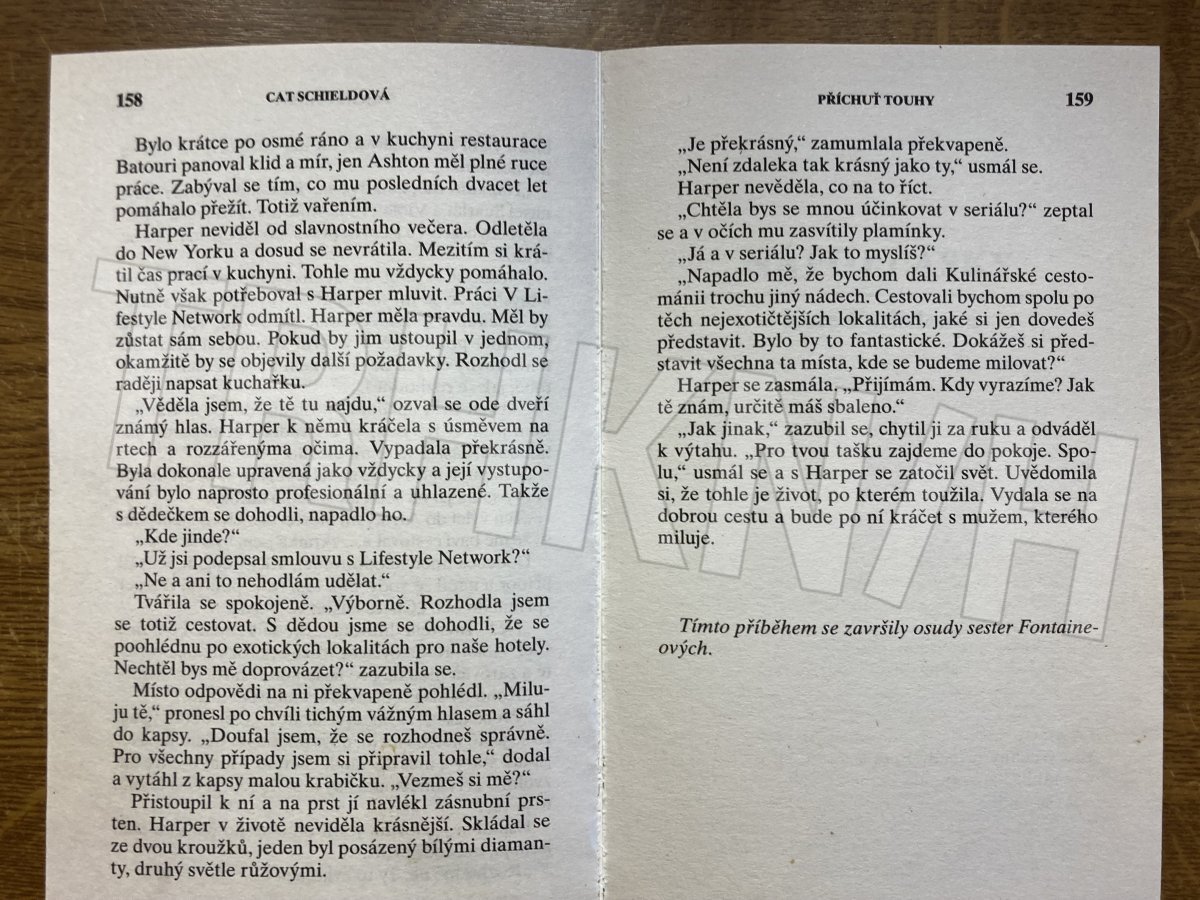 158
CAT SCHIELDOVÁ
Bylo krátce po osmé ráno a v kuchyni restaurace
Batouri panoval klid a mír, jen Ashton měl plné ruce
práce. Zabýval se tím, co mu posledních dvacet let
pomáhalo přežít. Totiž vařením.
Harper neviděl od slavnostního večera. Odletěla
do New Yorku a dosud se nevrátila. Mezitím si krá-
til čas prací v kuchyni. Tohle mu vždycky pomáhalo.
Nutně však potřeboval s Harper mluvit. Práci V Li-
festyle Network odmítl. Harper měla pravdu. Měl by
zůstat sám sebou. Pokud by jim ustoupil v jednom,
okamžitě by se objevily další požadavky. Rozhodl se
raději napsat kuchařku.
„Věděla jsem, že tě tu najdu,“ ozval se ode dveří
známý hlas. Harper k němu kráčela s úsměvem na
rtech a rozzářenýma očima. Vypadala překrásně.
Byla dokonale upravená jako vždycky a její vystupo-
vání bylo naprosto profesionální a uhlazené. Takže
s dědečkem se dohodli, napadlo ho.
„Kde jinde?“
„Už jsi podepsal smlouvu s Lifestyle Network?“
„Ne a ani to nehodlám udělat.“
Tvářila se spokojeně. „Výborně. Rozhodla jsem
se totiž cestovat. S dědou jsme se dohodli, že se
poohlédnu po exotických lokalitách pro naše hotely.
Nechtěl bys mě doprovázet?“ zazubila se.
Místo odpovědi na ni překvapeně pohlédl. „Milu-
ju tě,“ pronesl po chvíli tichým vážným hlasem a sáhl
do kapsy. „Doufal jsem, že se rozhodneš správně.
Pro všechny případy jsem si připravil tohle,“ dodal
a vytáhl z kapsy malou krabičku. „Vezmeš si mě?“
Přistoupil k ní a na prst jí navlékl zásnubní prs-
ten. Harper v životě neviděla krásnější. Skládal se
ze dvou kroužků, jeden byl posázený bílými diaman-
ty, druhý světle růžovými.
PŘÍCHUŤ TOUHY
159
„Je překrásný,“ zamumlala překvapeně.
„Není zdaleka tak krásný jako ty,“ usmál se.
Harper nevěděla, co na to říct.
„Chtěla bys se mnou účinkovat v seriálu?“ zeptal
se a v očích mu zasvítily plamínky.
„Já a v seriálu? Jak to myslíš?“
„Napadlo mě, že bychom dali Kulinářské cesto-
mánii trochu jiný nádech. Cestovali bychom spolu po
těch nejexotičtějších lokalitách, jaké si jen dovedeš
představit. Bylo by to fantastické. Dokážeš si před-
stavit všechna ta místa, kde se budeme milovat?“
Harper se zasmála. „Přijímám. Kdy vyrazíme? Jak
tě znám, určitě máš sbaleno.“
„Jak jinak,“ zazubil se, chytil ji za ruku a odváděl
k výtahu. „Pro tvou tašku zajdeme do pokoje. Spo-
lu,“ usmál se a s Harper se zatočil svět. Uvědomila
si, že tohle je život, po kterém toužila. Vydala se na
dobrou cestu a bude po ní kráčet s mužem, kterého
miluje.
Tímto příběhem se završily osudy sester Fontaine-
ových.